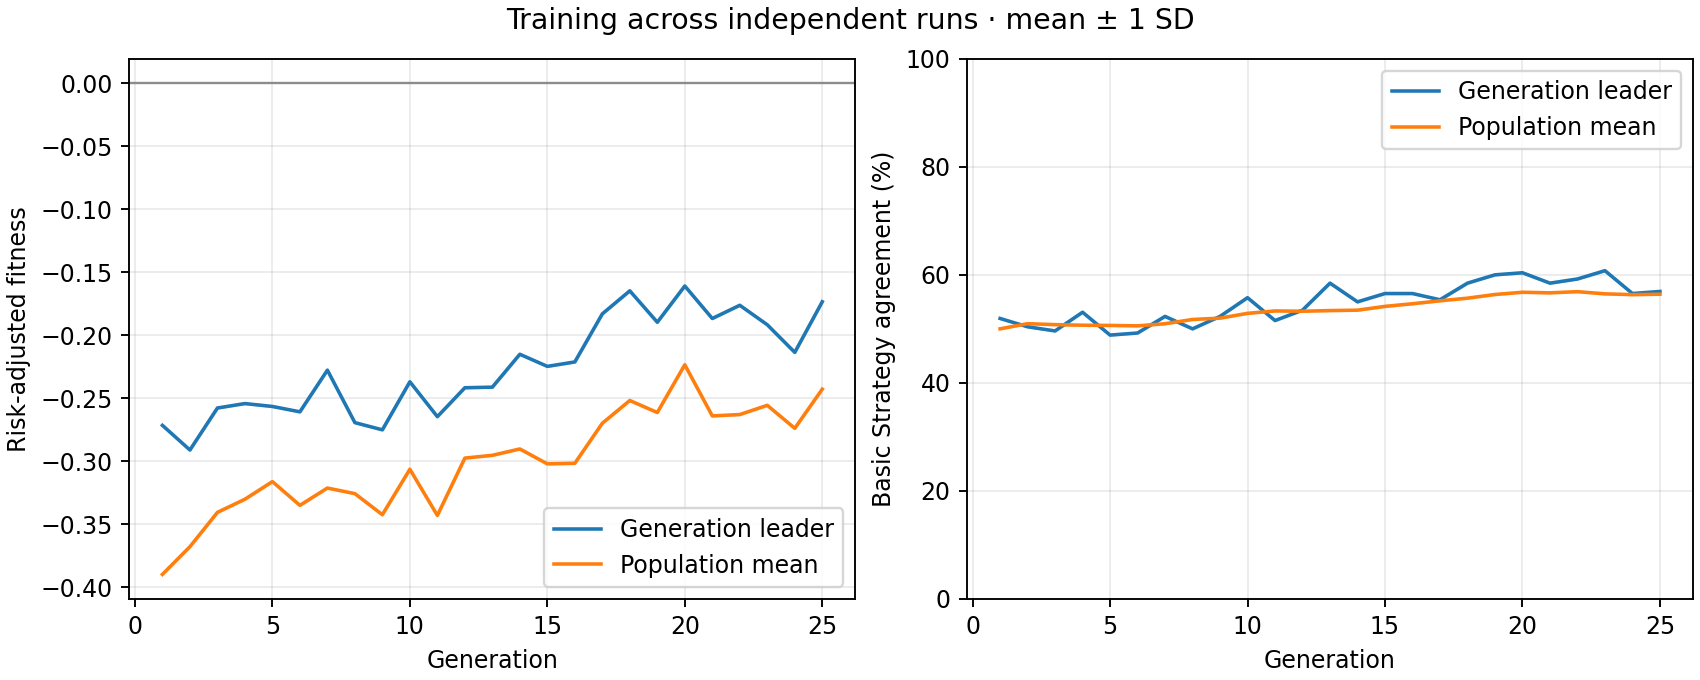 Training across independent runs · mean ± 1 SD
Risk-adjusted fitness
0.00
−0.05
−0.10
−0.15
−0.20
−0.25
−0.30
−0.35
−0.40
Generation leader
Population mean
0 5 10 15 20 25
Generation
Basic Strategy agreement (%)
100
80
60
40
20
0
Generation leader
Population mean
0 5 10 15 20 25
Generation